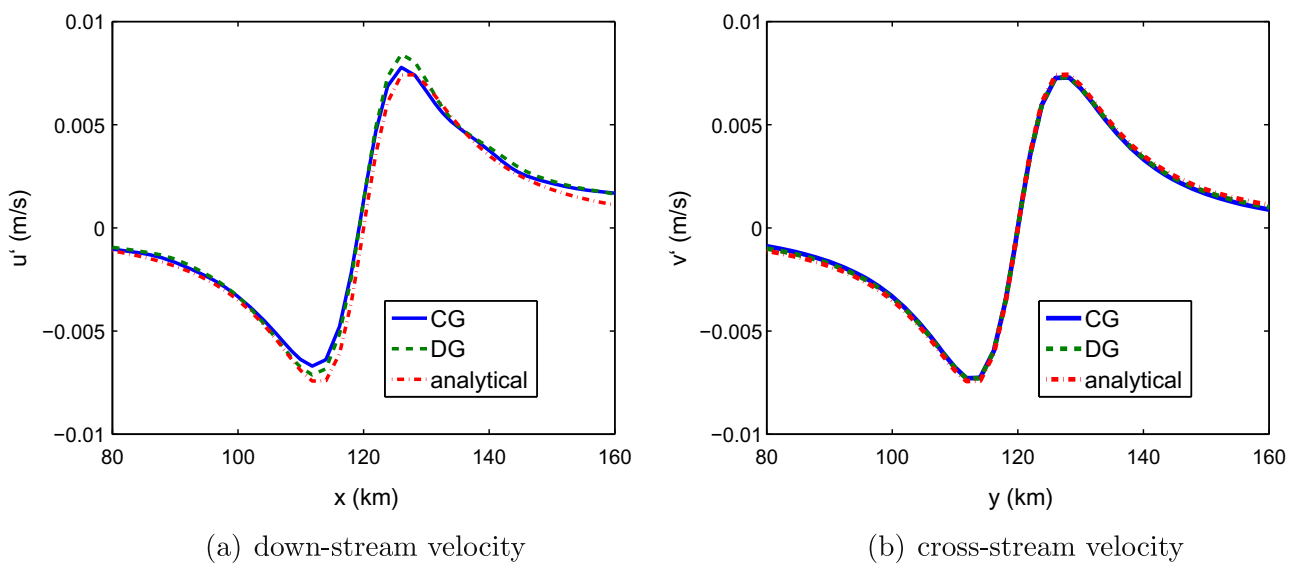 0.01
0.005
0
−0.005
−0.01
u‘ (m/s)
80
100
120
140
160
x (km)
CG
DG
analytical
(a) down-stream velocity
0.01
0.005
0
−0.005
−0.01
v‘ (m/s)
80
100
120
140
160
y (km)
CG
DG
analytical
(b) cross-stream velocity